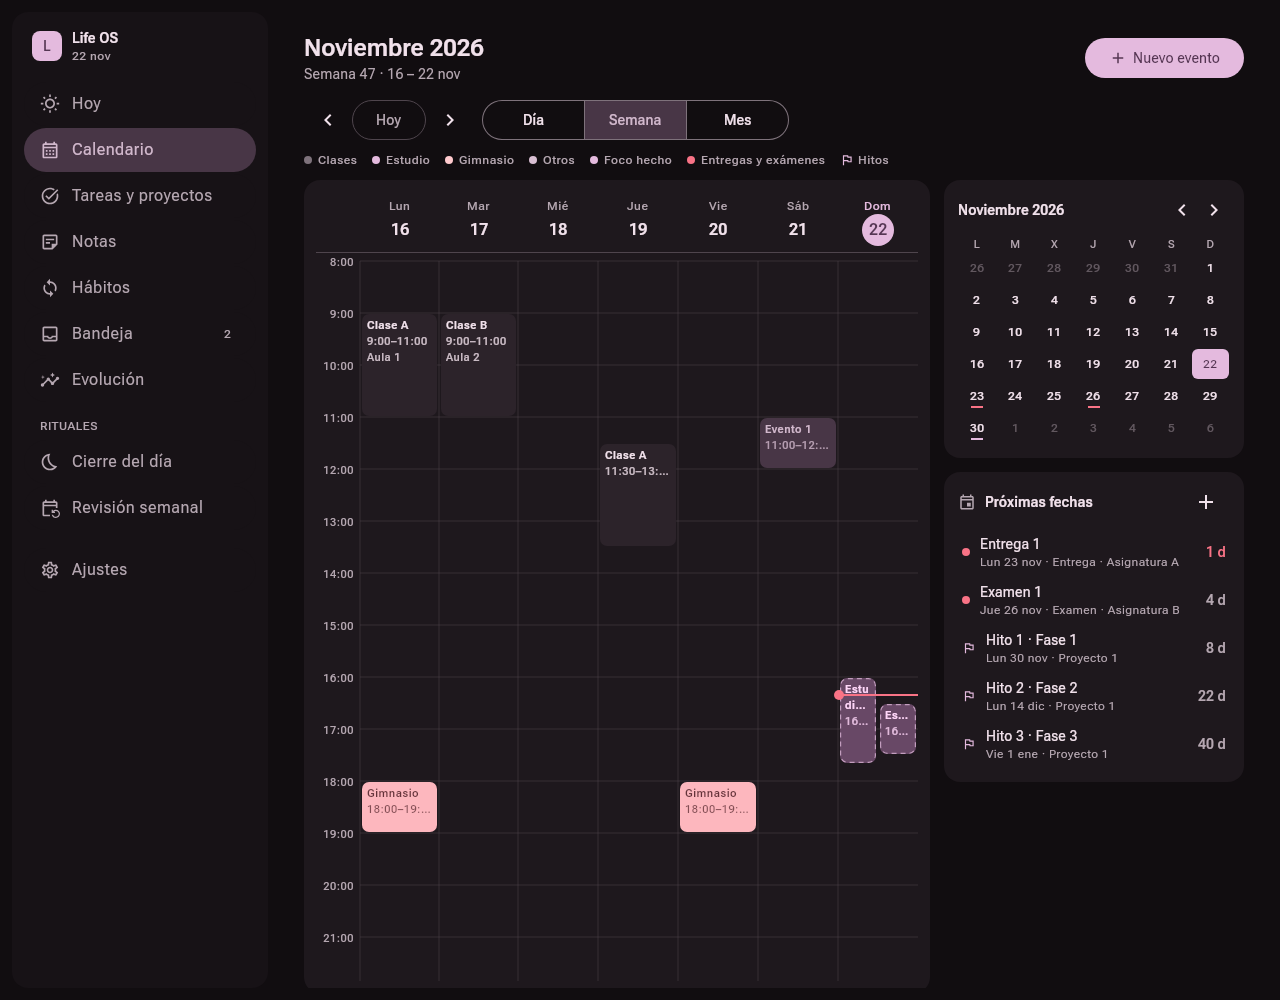 L
Life OS
22 nov
Hoy
Calendario
Tareas y proyectos
Notas
Hábitos
Bandeja 2
Evolución
RITUALES
Cierre del día
Revisión semanal
Ajustes
Noviembre 2026
Semana 47 · 16 – 22 nov
Nuevo evento
Hoy
Día Semana Mes
Clases Estudio Gimnasio Otros Foco hecho Entregas y exámenes Hitos
Lun Mar Mié Jue Vie Sáb Dom
16 17 18 19 20 21 22
8:00
9:00
10:00
11:00
12:00
13:00
14:00
15:00
16:00
17:00
18:00
19:00
20:00
21:00
Clase A
9:00–11:00
Aula 1
Gimnasio
18:00–19:...
Clase B
9:00–11:00
Aula 2
Clase A
11:30–13:...
Gimnasio
18:00–19:...
Evento 1
11:00–12:...
Estu
di...
16...
Es...
16...
Noviembre 2026
L M X J V S D
26 27 28 29 30 31 1
2 3 4 5 6 7 8
9 10 11 12 13 14 15
16 17 18 19 20 21 22
23 24 25 26 27 28 29
30 1 2 3 4 5 6
Próximas fechas
Entrega 1
Lun 23 nov · Entrega · Asignatura A
1 d
Examen 1
Jue 26 nov · Examen · Asignatura B
4 d
Hito 1 · Fase 1
Lun 30 nov · Proyecto 1
8 d
Hito 2 · Fase 2
Lun 14 dic · Proyecto 1
22 d
Hito 3 · Fase 3
Vie 1 ene · Proyecto 1
40 d